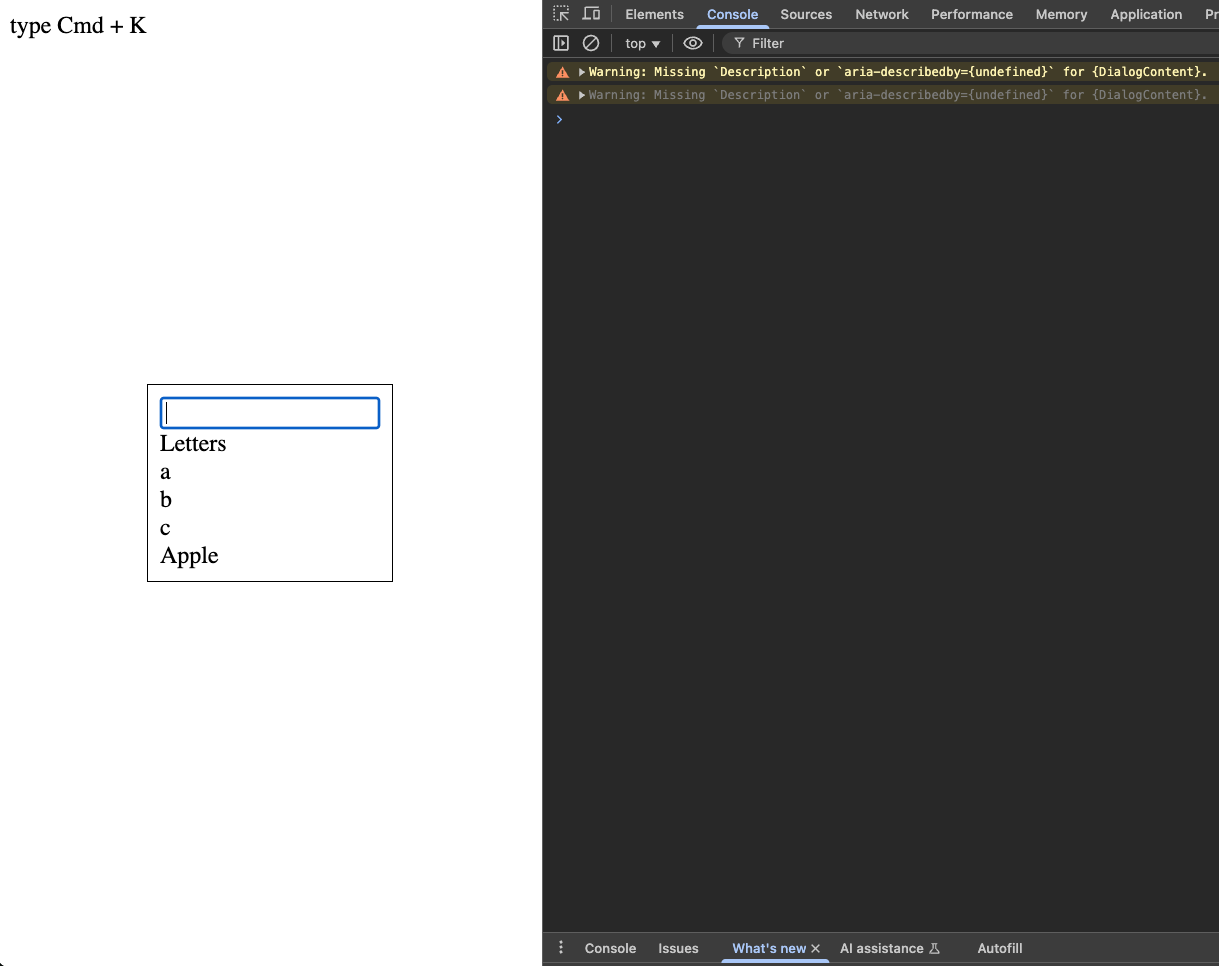 type Cmd + K
Letters
a
b
c
Apple
Elements Console Sources Network Performance Memory Application Pr
top ▼ Filter
Warning: Missing `Description` or `aria-describedby={undefined}` for {DialogContent}.
Warning: Missing `Description` or `aria-describedby={undefined}` for {DialogContent}.
Console Issues What's new AI assistance Autofill